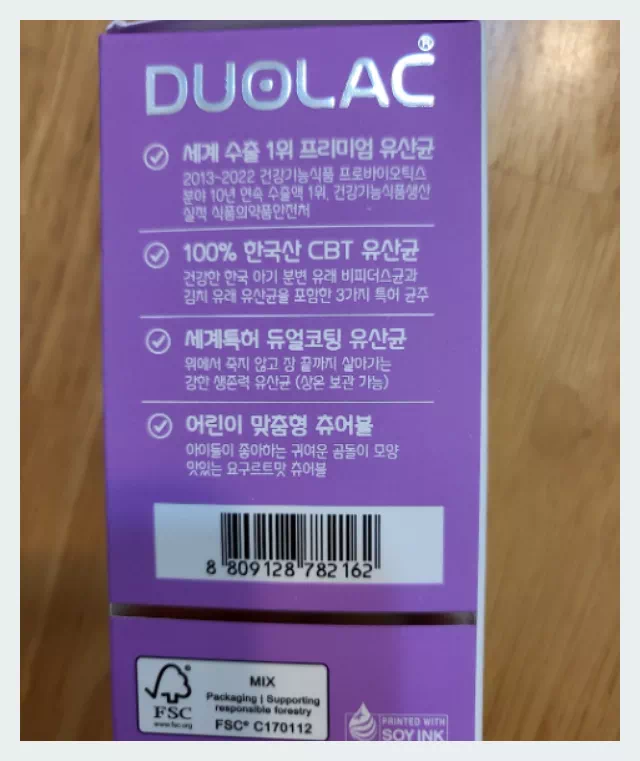 DUOLAC®
세계 수출 1위 프리미엄 유산균
2013~2022 건강기능식품 프로바이오틱스
분야 10년 연속 수출액 1위, 건강기능식품생산
실적 식품의약품안전처
100% 한국산 CBT 유산균
건강한 한국 아기 분변 유래 비피더스균과
김치 유래 유산균을 포함한 3가지 특허 균주
세계특허 듀얼코팅 유산균
위에서 죽지 않고 장 끝까지 살아가는
강한 생존력 유산균 (상온 보관 가능)
어린이 맞춤형 츄어블
아이들이 좋아하는 귀여운 곰돌이 모양
맛있는 요구르트맛 츄어블
8 809128 782162
MIX
Packaging | Supporting
responsible forestry
FSC
www.fsc.org
FSC® C170112
PRINTED WITH
SOY INK